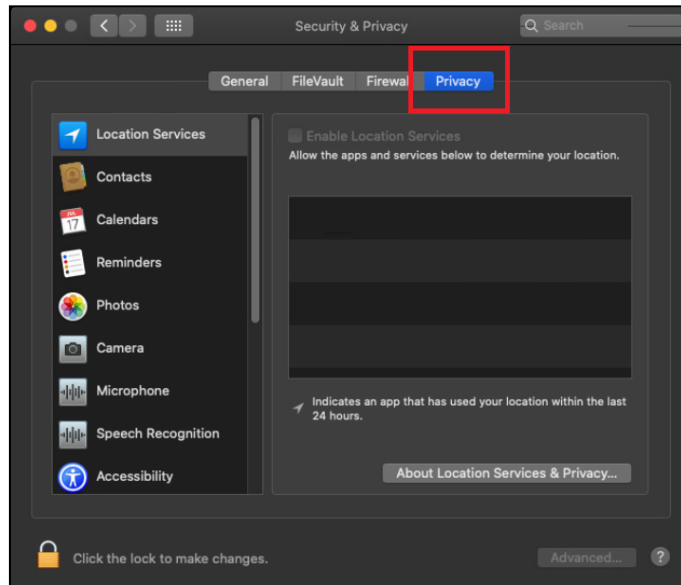 Security & Privacy
Search
General
FileVault
Firewall
Privacy
Location Services
Contacts
JUL
17
Calendars
Reminders
Photos
Camera
Microphone
Speech Recognition
Accessibility
Enable Location Services
Allow the apps and services below to determine your location.
Indicates an app that has used your location within the last
24 hours.
About Location Services & Privacy...
Click the lock to make changes.
Advanced...
?